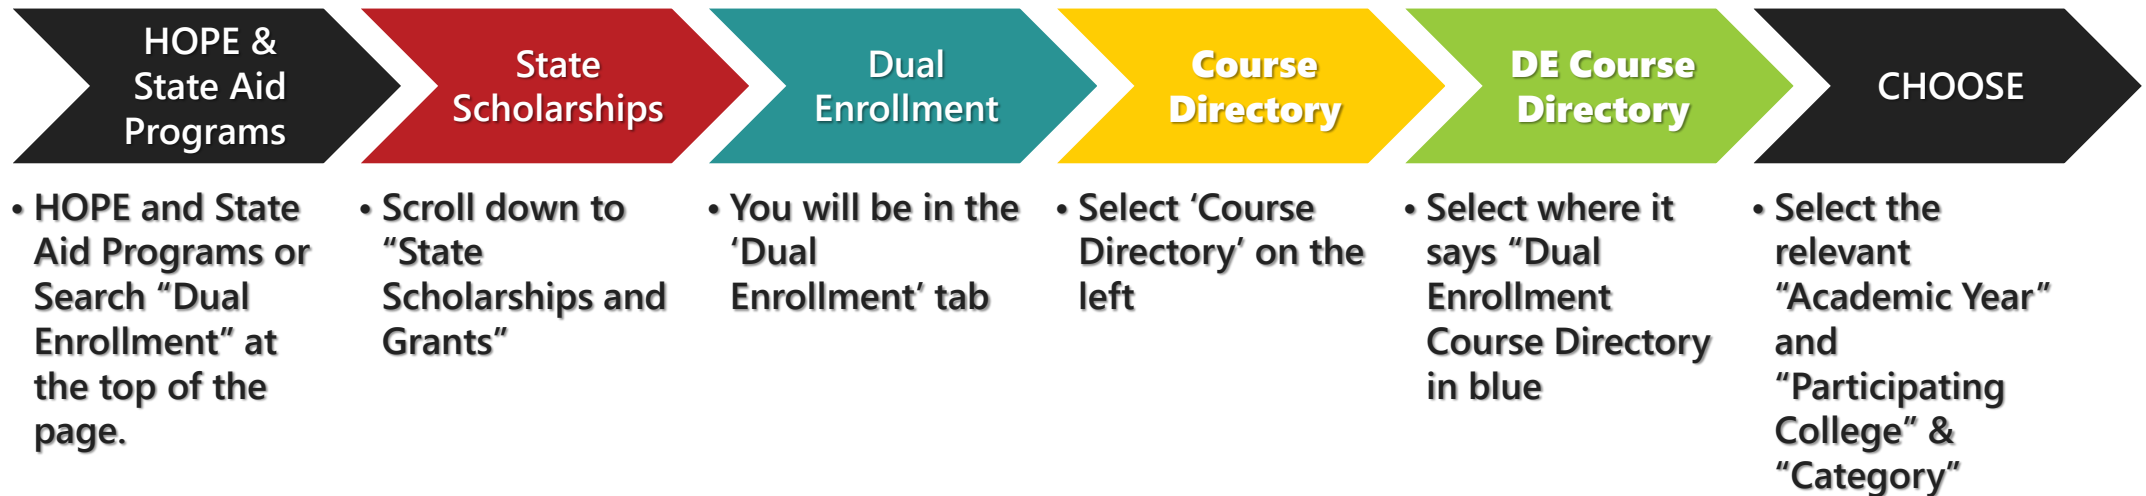 HOPE &
State Aid
Programs
State
Scholarships
Dual
Enrollment
Course
Directory
DE Course
Directory
CHOOSE
• HOPE and State
Aid Programs or
Search “Dual
Enrollment” at
the top of the
page.
• Scroll down to
“State
Scholarships and
Grants”
• You will be in the
‘Dual
Enrollment’ tab
• Select ‘Course
Directory’ on the
left
• Select where it
says “Dual
Enrollment
Course Directory
in blue
• Select the
relevant
“Academic Year”
and
“Participating
College” &
“Category”